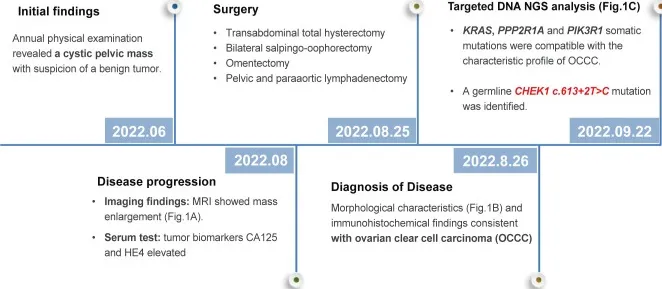 Initial findings
Annual physical examination
revealed a cystic pelvic mass
with suspicion of a benign tumor.
2022.06
Surgery
• Transabdominal total hysterectomy
• Bilateral salpingo-oophorectomy
• Omentectomy
• Pelvic and paraaortic lymphadenectomy
2022.08.25
Targeted DNA NGS analysis (Fig.1C)
• KRAS, PPP2R1A and PIK3R1 somatic
mutations were compatible with the
characteristic profile of OCCC.
• A germline CHEK1 c.613+2T>C mutation
was identified.
2022.09.22
2022.08
Disease progression
• Imaging findings: MRI showed mass
enlargement (Fig.1A).
• Serum test: tumor biomarkers CA125
and HE4 elevated
2022.8.26
Diagnosis of Disease
Morphological characteristics (Fig.1B) and
immunohistochemical findings consistent
with ovarian clear cell carcinoma (OCCC)